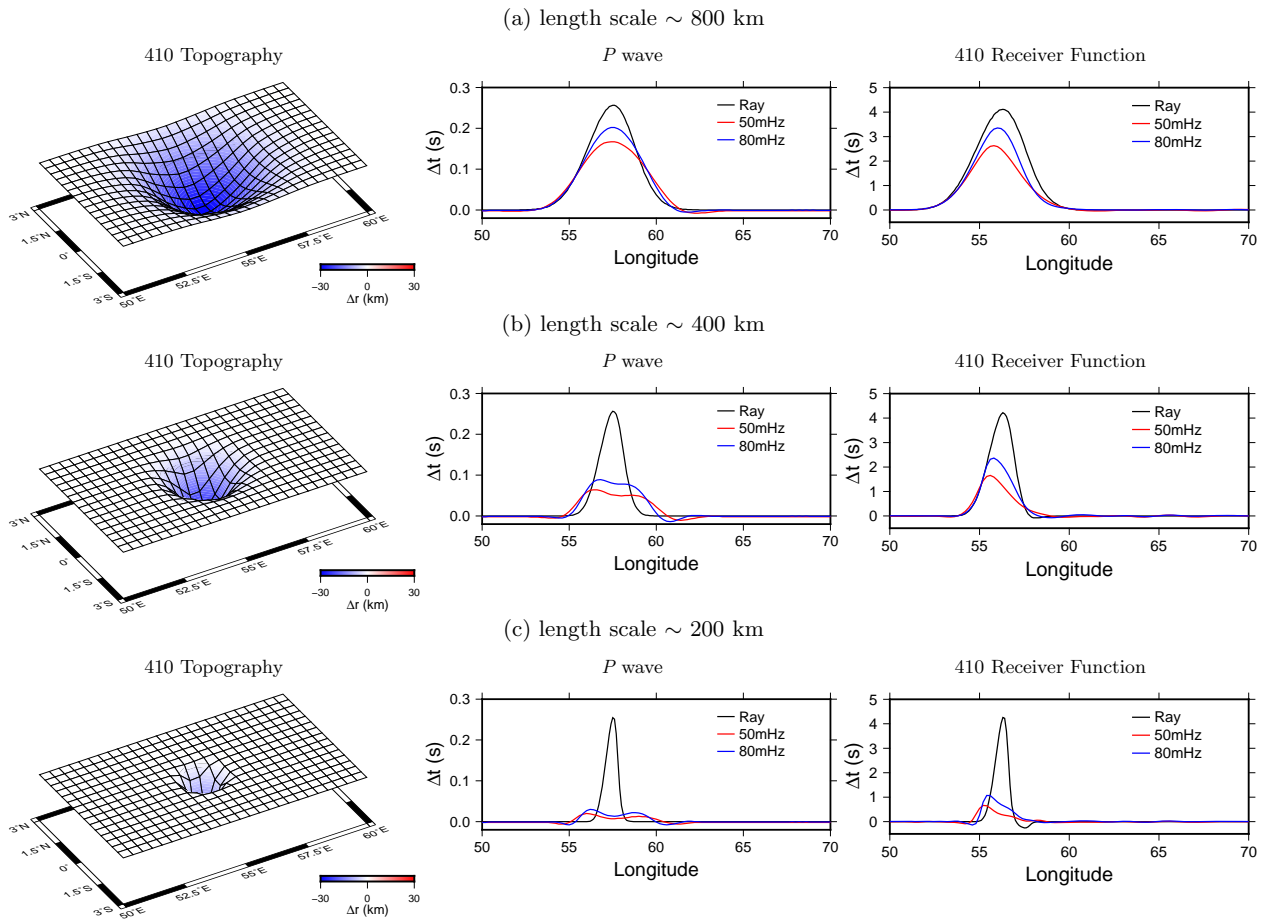 (a) length scale ∼ 800 km
410 Topography
3˚N
1.5˚N
0˚
1.5˚S
3˚S
50˚E
52.5˚E
55˚E
57.5˚E
60˚E
−30 0 30
Δr (km)
P wave
0.3
0.2
0.1
0.0
Δt (s)
Ray
50mHz
80mHz
50 55 60 65 70
Longitude
410 Receiver Function
5
4
3
2
1
0
Δt (s)
Ray
50mHz
80mHz
50 55 60 65 70
Longitude
(b) length scale ∼ 400 km
410 Topography
3˚N
1.5˚N
0˚
1.5˚S
3˚S
50˚E
52.5˚E
55˚E
57.5˚E
60˚E
−30 0 30
Δr (km)
P wave
0.3
0.2
0.1
0.0
Δt (s)
Ray
50mHz
80mHz
50 55 60 65 70
Longitude
410 Receiver Function
5
4
3
2
1
0
Δt (s)
Ray
50mHz
80mHz
50 55 60 65 70
Longitude
(c) length scale ∼ 200 km
410 Topography
3˚N
1.5˚N
0˚
1.5˚S
3˚S
50˚E
52.5˚E
55˚E
57.5˚E
60˚E
−30 0 30
Δr (km)
P wave
0.3
0.2
0.1
0.0
Δt (s)
Ray
50mHz
80mHz
50 55 60 65 70
Longitude
410 Receiver Function
5
4
3
2
1
0
Δt (s)
Ray
50mHz
80mHz
50 55 60 65 70
Longitude